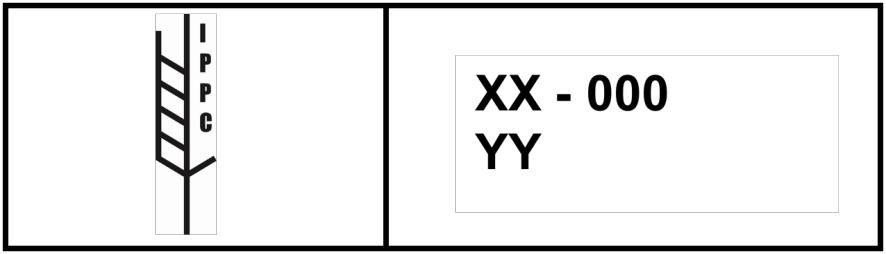 IPPC
XX - 000
YY